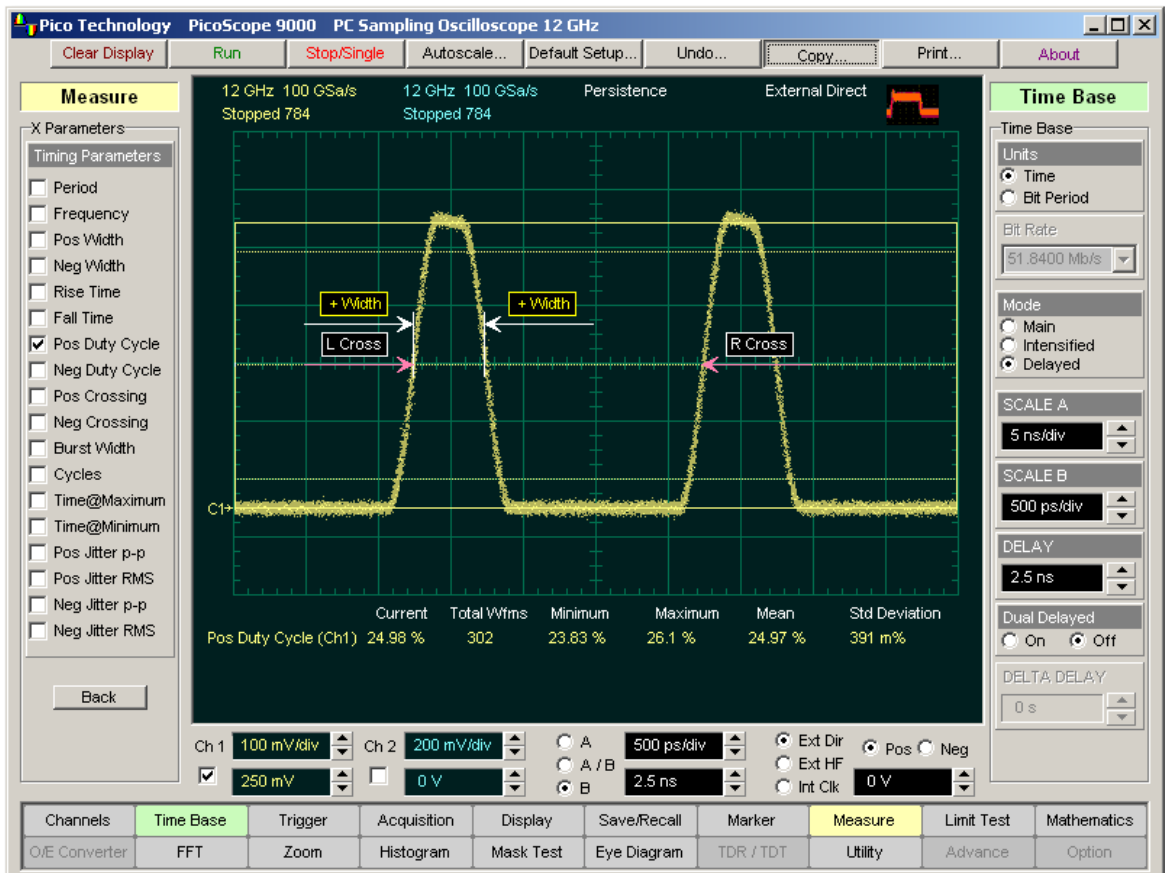 Pico Technology PicoScope 9000 PC Sampling Oscilloscope 12 GHz
Clear Display Run Stop/Single Autoscale... Default Setup... Undo... Copy... Print... About
Measure
X Parameters
Timing Parameters
Period
Frequency
Pos Width
Neg Width
Rise Time
Fall Time
Pos Duty Cycle
Neg Duty Cycle
Pos Crossing
Neg Crossing
Burst Width
Cycles
Time@Maximum
Time@Minimum
Pos Jitter p-p
Pos Jitter RMS
Neg Jitter p-p
Neg Jitter RMS
Back
12 GHz 100 GSa/s 12 GHz 100 GSa/s Persistence External Direct
Stopped 784 Stopped 784
+ Width + Width
L Cross R Cross
C1
Current Total Wfms Minimum Maximum Mean Std Deviation
Pos Duty Cycle (Ch1) 24.98 % 302 23.83 % 26.1 % 24.97 % 391 m%
Time Base
Time Base
Units
Time
Bit Period
Bit Rate
51.8400 Mb/s
Mode
Main
Intensified
Delayed
SCALE A
5 ns/div
SCALE B
500 ps/div
DELAY
2.5 ns
Dual Delayed
On Off
DELTA DELAY
0 s
Ch 1 100 mV/div Ch 2 200 mV/div A 500 ps/div Ext Dir Pos Neg
A / B Ext HF
250 mV 0 V B 2.5 ns Int Clk 0 V
Channels Time Base Trigger Acquisition Display Save/Recall Marker Measure Limit Test Mathematics
O/E Converter FFT Zoom Histogram Mask Test Eye Diagram TDR / TDT Utility Advance Option